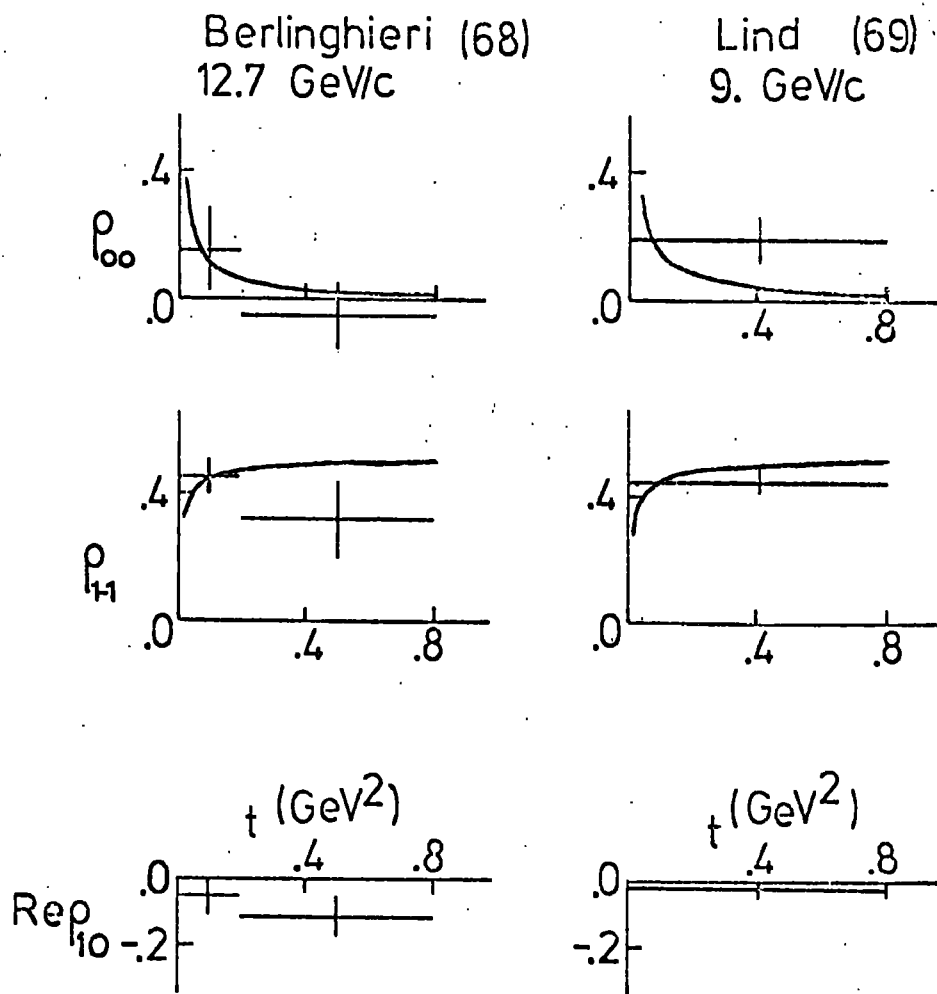 Berlinghieri (68)
12.7 GeV/c
Lind (69)
9. GeV/c
ρ00
.4
.0
.4
.0
.4
.8
ρ1-1
.4
.0
.4
.8
.4
.0
.4
.8
t (GeV²)
.4
.8
Reρ10
.0
-.2
t (GeV²)
.4
.8
.0
-.2